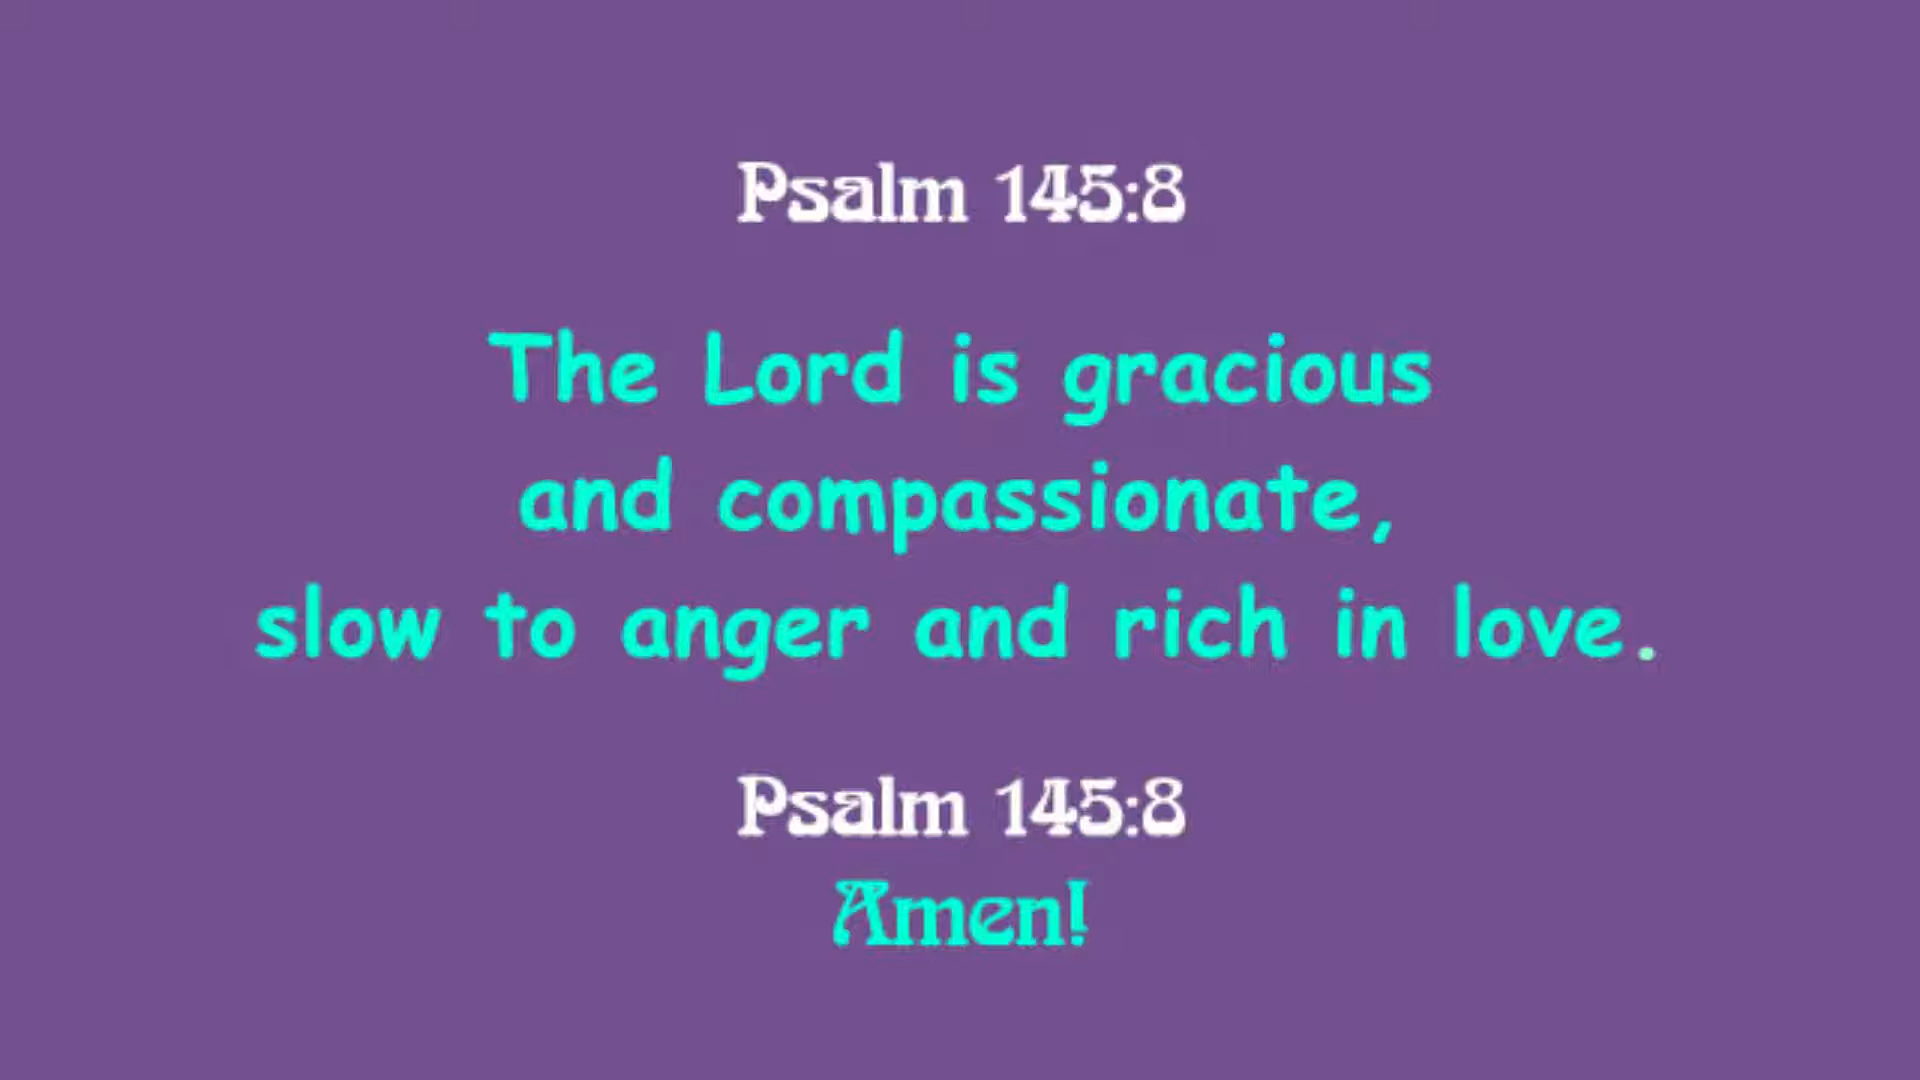 Psalm 145:8
The Lord is gracious
and compassionate,
slow to anger and rich in love.
Psalm 145:8
Amen!